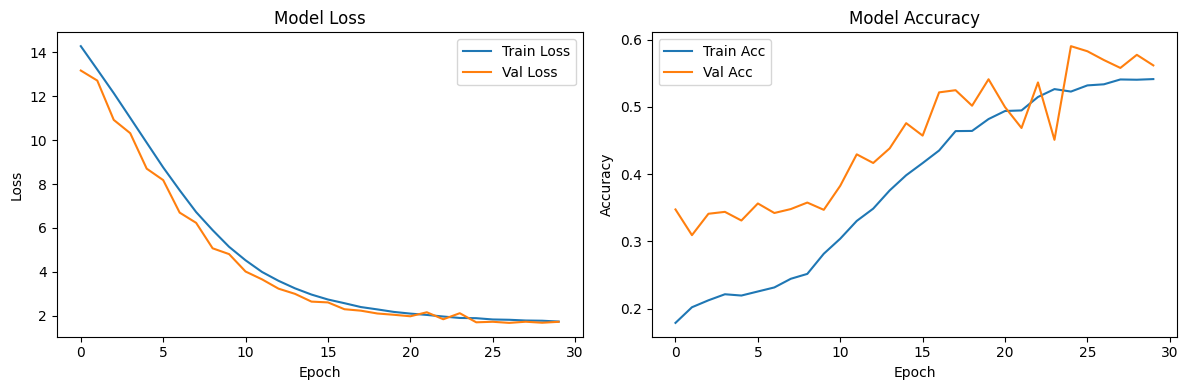 Model Loss
14
12
10
8
6
4
2
Loss
Train Loss
Val Loss
0 5 10 15 20 25 30
Epoch
Model Accuracy
0.6
0.5
0.4
0.3
0.2
Accuracy
Train Acc
Val Acc
0 5 10 15 20 25 30
Epoch